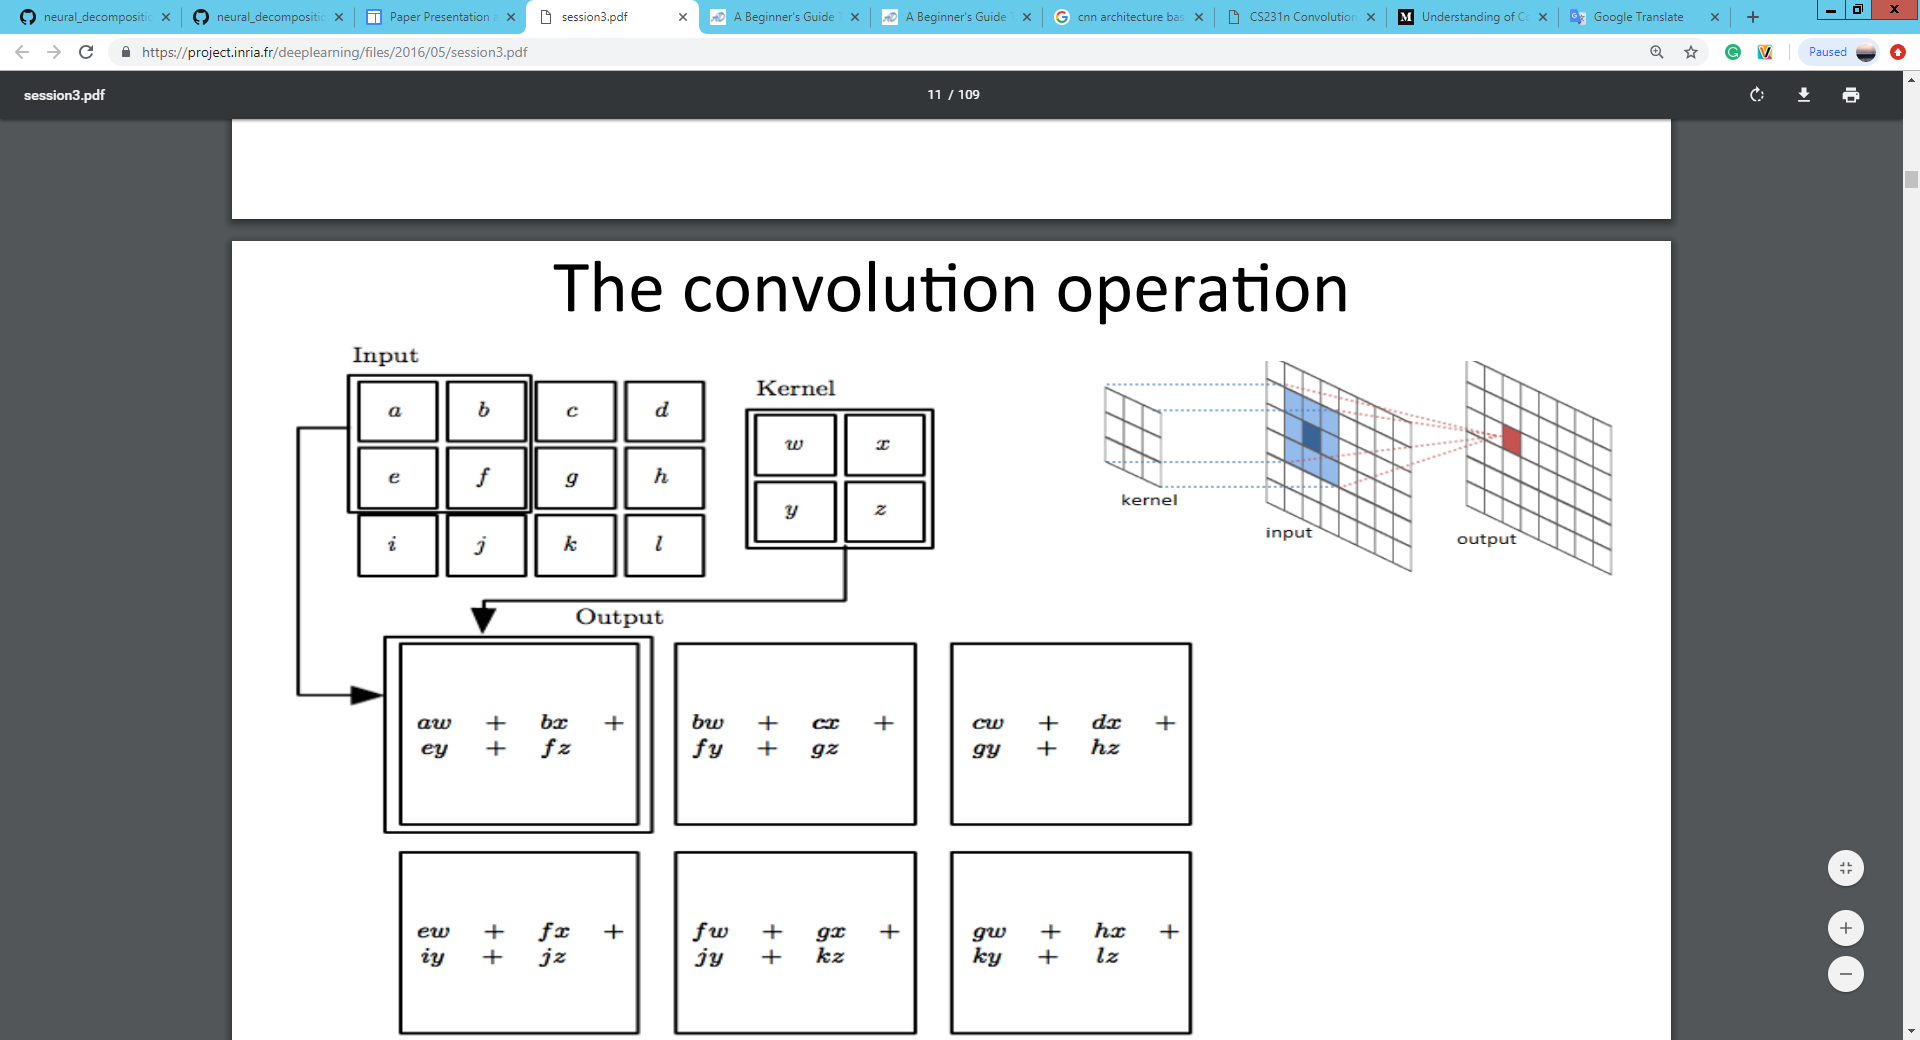 neural_decompositic
neural_decompositic
Paper Presentation a
session3.pdf
A Beginner's Guide T
A Beginner's Guide T
cnn architecture bas
CS231n Convolution
Understanding of Co
Google Translate
https://project.inria.fr/deeplearning/files/2016/05/session3.pdf
Paused
session3.pdf
11 / 109
The convolution operation
Input
a b c d
e f g h
i j k l
Kernel
w x
y z
kernel
input
output
Output
aw + bx +
ey + fz
bw + cx +
fy + gz
cw + dx +
gy + hz
ew + fx +
iy + jz
fw + gx +
jy + kz
gw + hx +
ky + lz